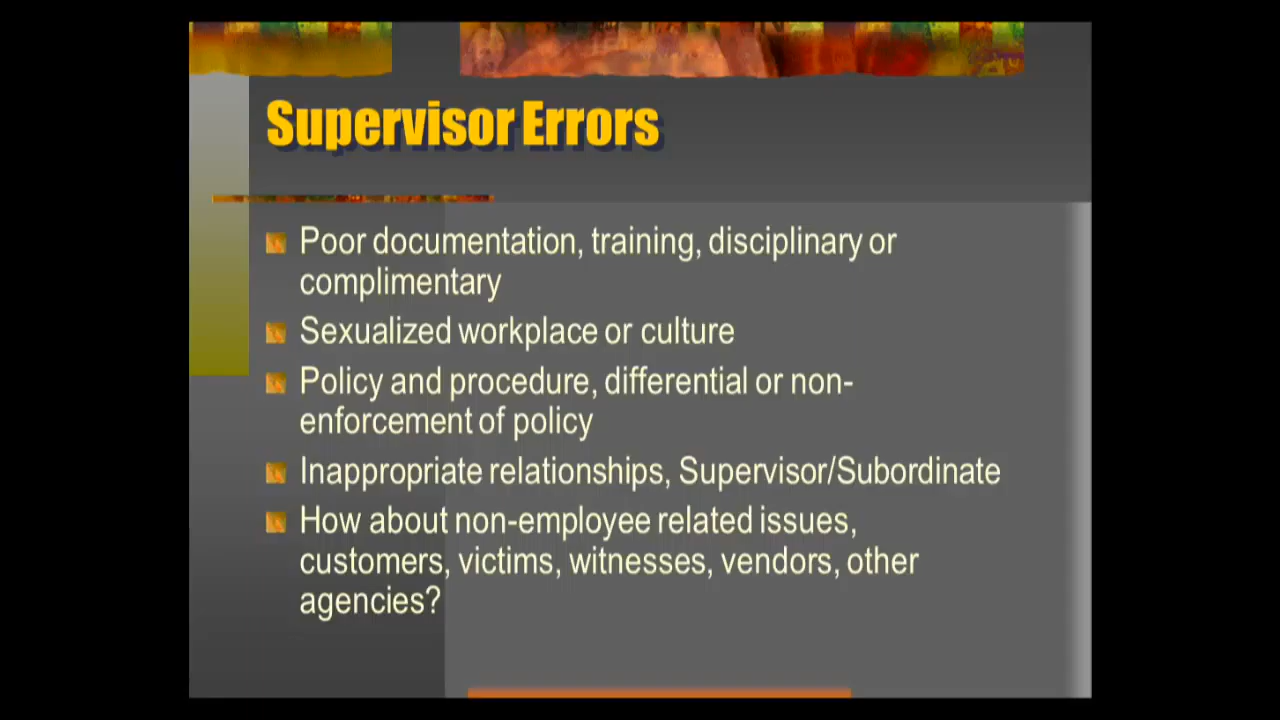 Supervisor Errors
Poor documentation, training, disciplinary or
complimentary
Sexualized workplace or culture
Policy and procedure, differential or non-
enforcement of policy
Inappropriate relationships, Supervisor/Subordinate
How about non-employee related issues,
customers, victims, witnesses, vendors, other
agencies?